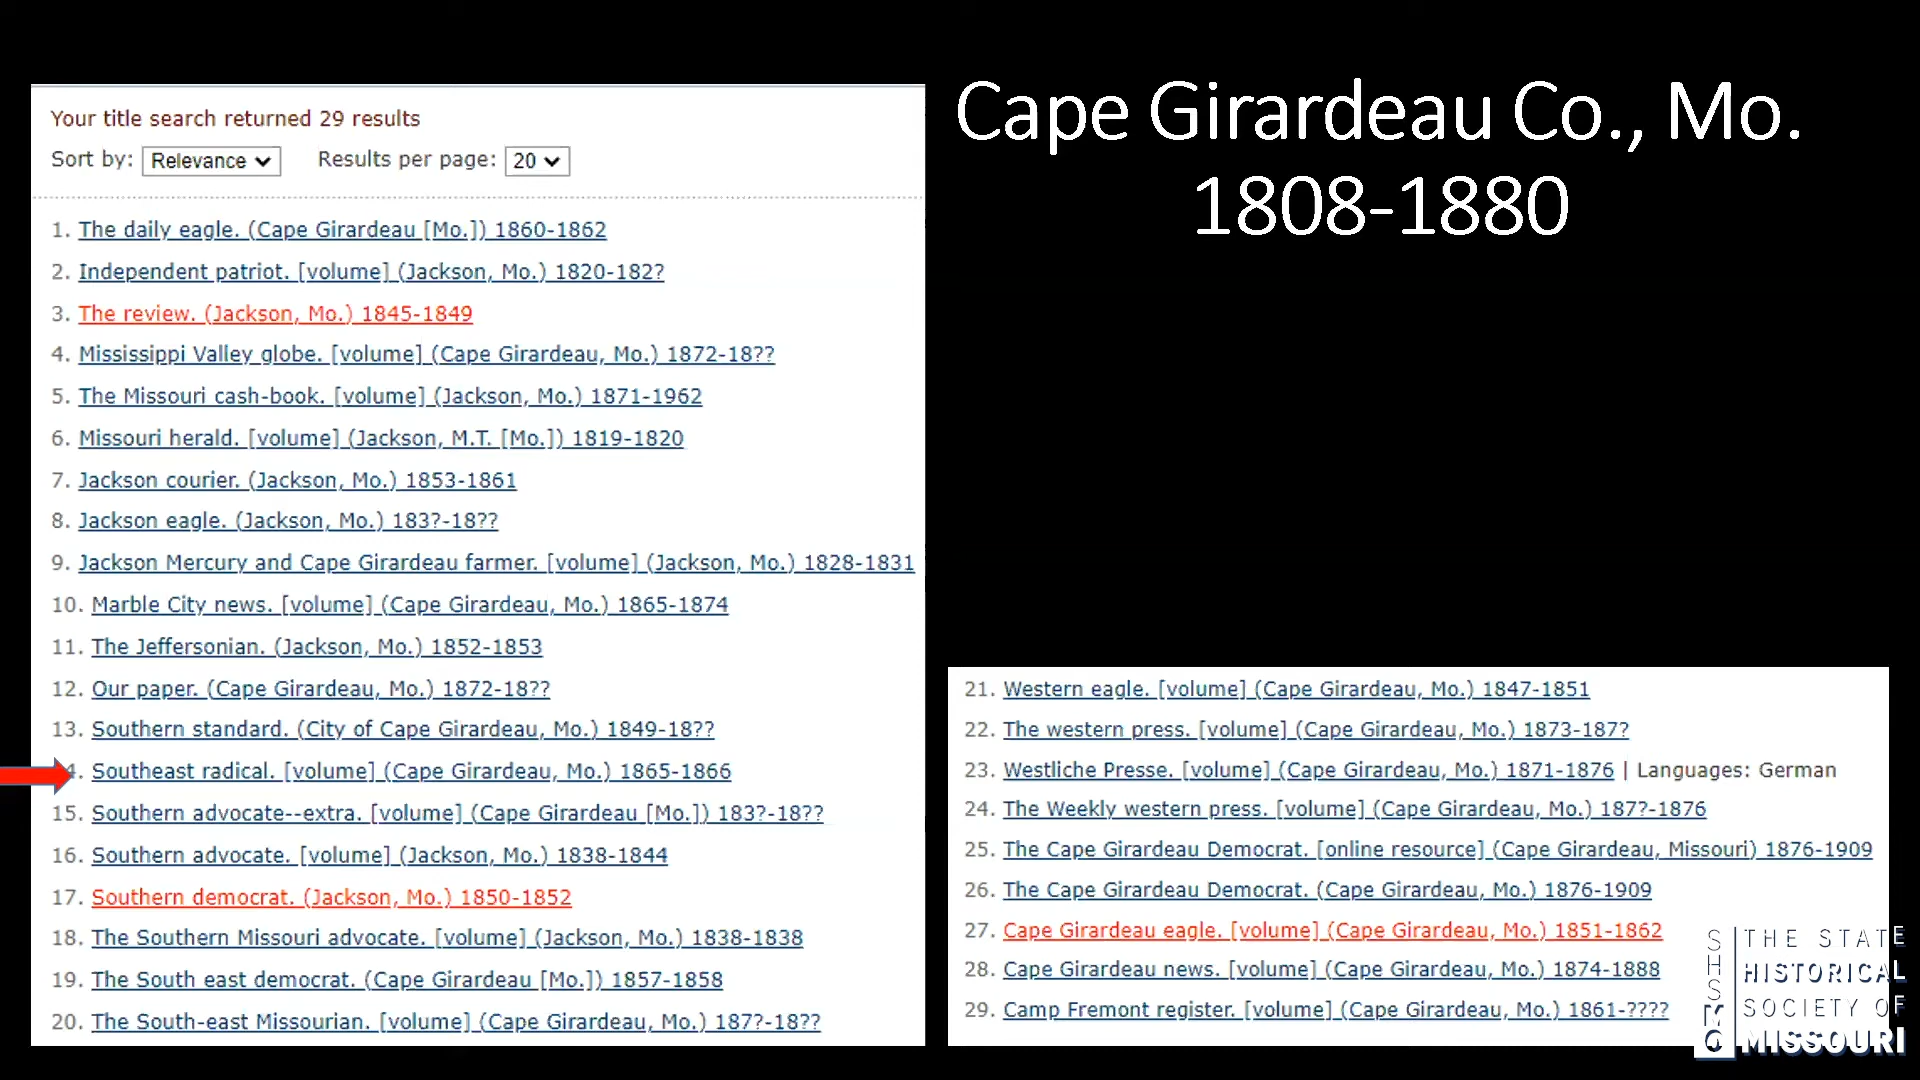 Cape Girardeau Co., Mo.
1808-1880
Your title search returned 29 results
Sort by: Relevance Results per page: 20
1. The daily eagle. (Cape Girardeau [Mo.]) 1860-1862
2. Independent patriot. [volume] (Jackson, Mo.) 1820-182?
3. The review. (Jackson, Mo.) 1845-1849
4. Mississippi Valley globe. [volume] (Cape Girardeau, Mo.) 1872-18??
5. The Missouri cash-book. [volume] (Jackson, Mo.) 1871-1962
6. Missouri herald. [volume] (Jackson, M.T. [Mo.]) 1819-1820
7. Jackson courier. (Jackson, Mo.) 1853-1861
8. Jackson eagle. (Jackson, Mo.) 183?-18??
9. Jackson Mercury and Cape Girardeau farmer. [volume] (Jackson, Mo.) 1828-1831
10. Marble City news. [volume] (Cape Girardeau, Mo.) 1865-1874
11. The Jeffersonian. (Jackson, Mo.) 1852-1853
12. Our paper. (Cape Girardeau, Mo.) 1872-18??
13. Southern standard. (City of Cape Girardeau, Mo.) 1849-18??
4. Southeast radical. [volume] (Cape Girardeau, Mo.) 1865-1866
15. Southern advocate--extra. [volume] (Cape Girardeau [Mo.]) 183?-18??
16. Southern advocate. [volume] (Jackson, Mo.) 1838-1844
17. Southern democrat. (Jackson, Mo.) 1850-1852
18. The Southern Missouri advocate. [volume] (Jackson, Mo.) 1838-1838
19. The South east democrat. (Cape Girardeau [Mo.]) 1857-1858
20. The South-east Missourian. [volume] (Cape Girardeau, Mo.) 187?-18??
21. Western eagle. [volume] (Cape Girardeau, Mo.) 1847-1851
22. The western press. [volume] (Cape Girardeau, Mo.) 1873-187?
23. Westliche Presse. [volume] (Cape Girardeau, Mo.) 1871-1876 | Languages: German
24. The Weekly western press. [volume] (Cape Girardeau, Mo.) 187?-1876
25. The Cape Girardeau Democrat. [online resource] (Cape Girardeau, Missouri) 1876-1909
26. The Cape Girardeau Democrat. (Cape Girardeau, Mo.) 1876-1909
27. Cape Girardeau eagle. [volume] (Cape Girardeau, Mo.) 1851-1862
28. Cape Girardeau news. [volume] (Cape Girardeau, Mo.) 1874-1888
29. Camp Fremont register. [volume] (Cape Girardeau, Mo.) 1861-????
SHSMO
THE STATE
HISTORICAL
SOCIETY OF
MISSOURI